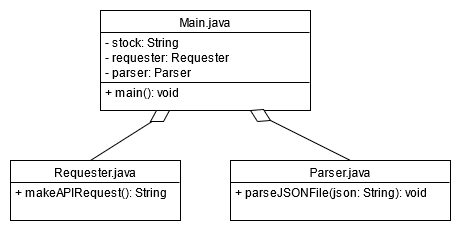 Main.java
- stock: String
- requester: Requester
- parser: Parser
+ main(): void
Requester.java
+ makeAPIRequest(): String
Parser.java
+ parseJSONFile(json: String): void